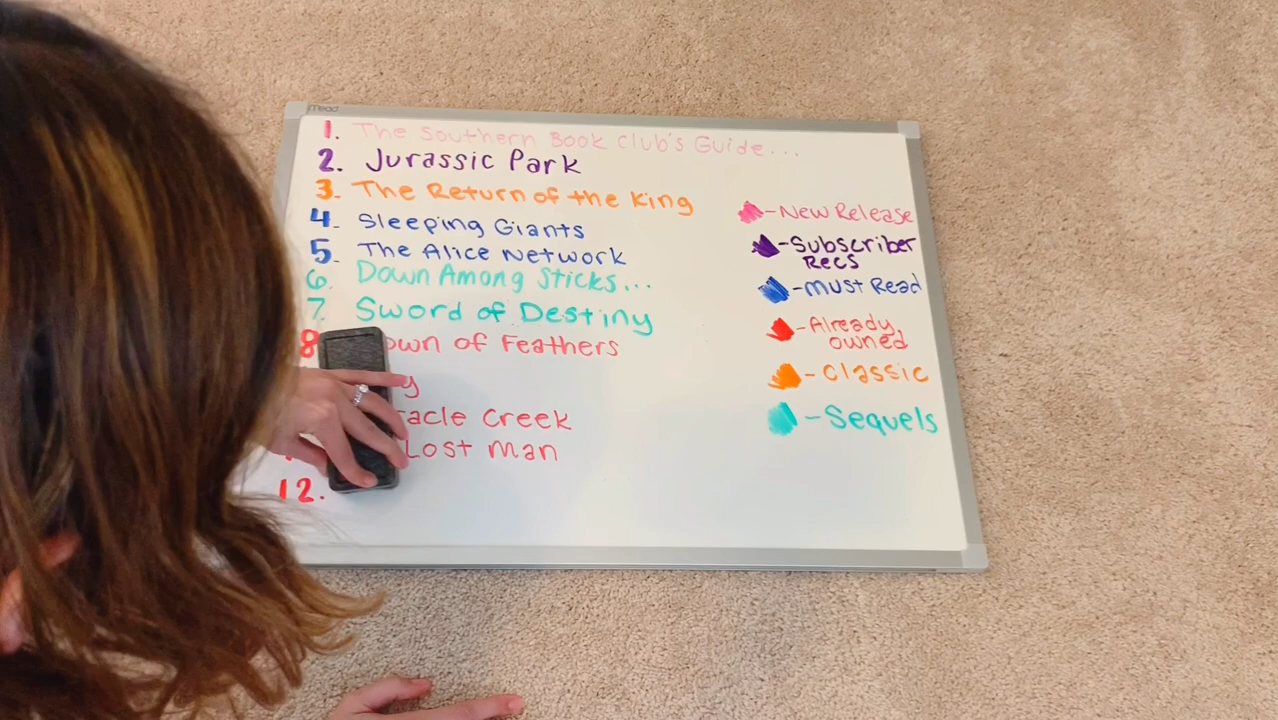 Mead
1. The Southern Book Club's Guide...
2. Jurassic Park
3. The Return of the King
4. Sleeping Giants
5. The Alice Network
6. Down Among Sticks...
7. Sword of Destiny
8 own of Feathers
y
acle Creek
Lost Man
12.
- New Release
- Subscriber
Recs
- Must Read
- Already
owned
- Classic
- Sequels